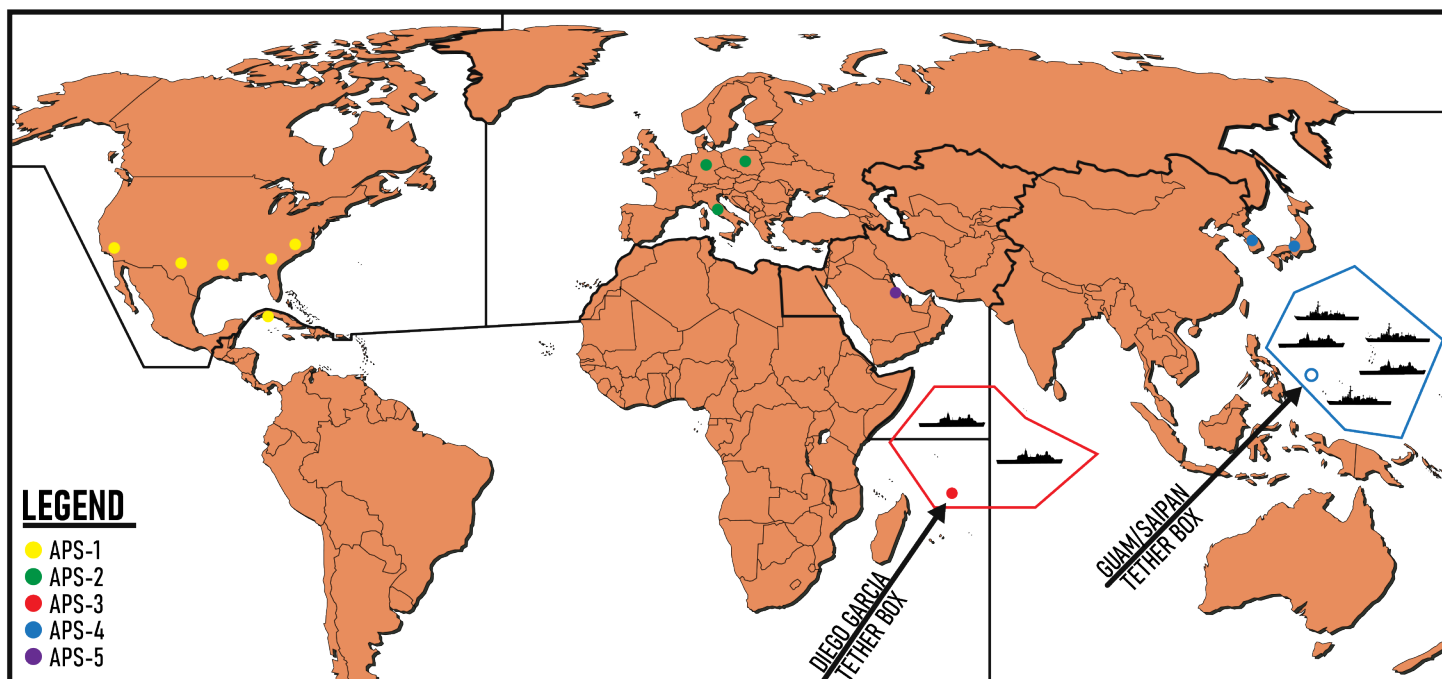 LEGEND
APS-1
APS-2
APS-3
APS-4
APS-5
DIEGO GARCIA
TETHER BOX
GUAM/SAIPAN
TETHER BOX